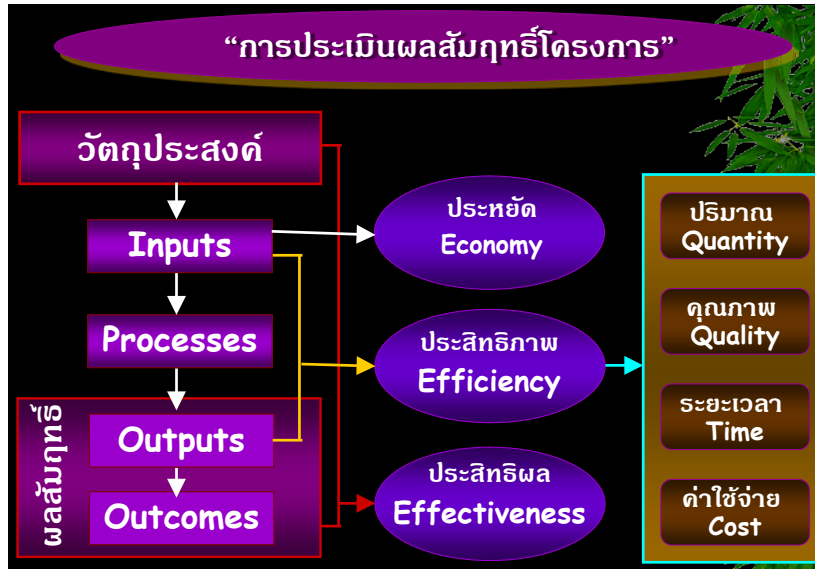 “การประเมินผลสัมฤทธิ์โครงการ”
วัตถุประสงค์
Inputs
Processes
ผลสัมฤทธิ์
Outputs
Outcomes
ประหยัด
Economy
ประสิทธิภาพ
Efficiency
ประสิทธิผล
Effectiveness
ปริมาณ
Quantity
คุณภาพ
Quality
ระยะเวลา
Time
ค่าใช้จ่าย
Cost